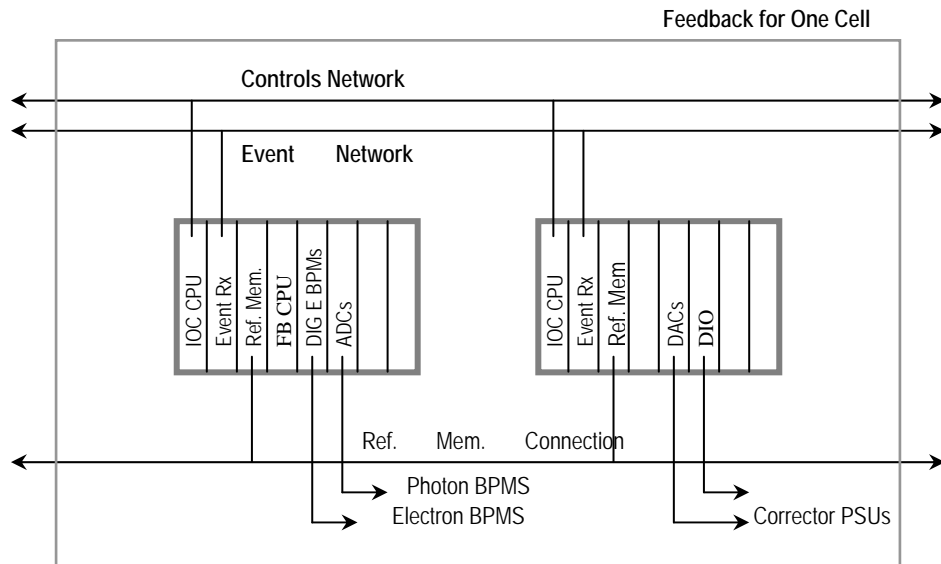 Feedback for One Cell
Controls Network
Event Network
IOC CPU
Event Rx
Ref. Mem.
FB CPU
DIG E BPMs
ADCs
IOC CPU
Event Rx
Ref. Mem
DACs
DIO
Ref. Mem. Connection
Photon BPMS
Electron BPMS
Corrector PSUs